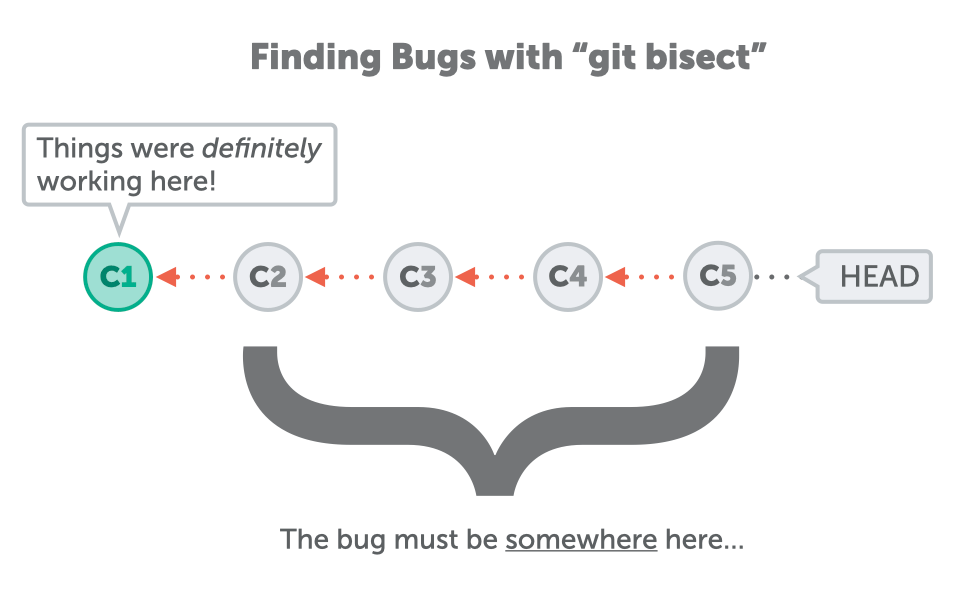 Finding Bugs with “git bisect”
Things were definitely
working here!
C1
C2
C3
C4
C5
HEAD
The bug must be somewhere here...